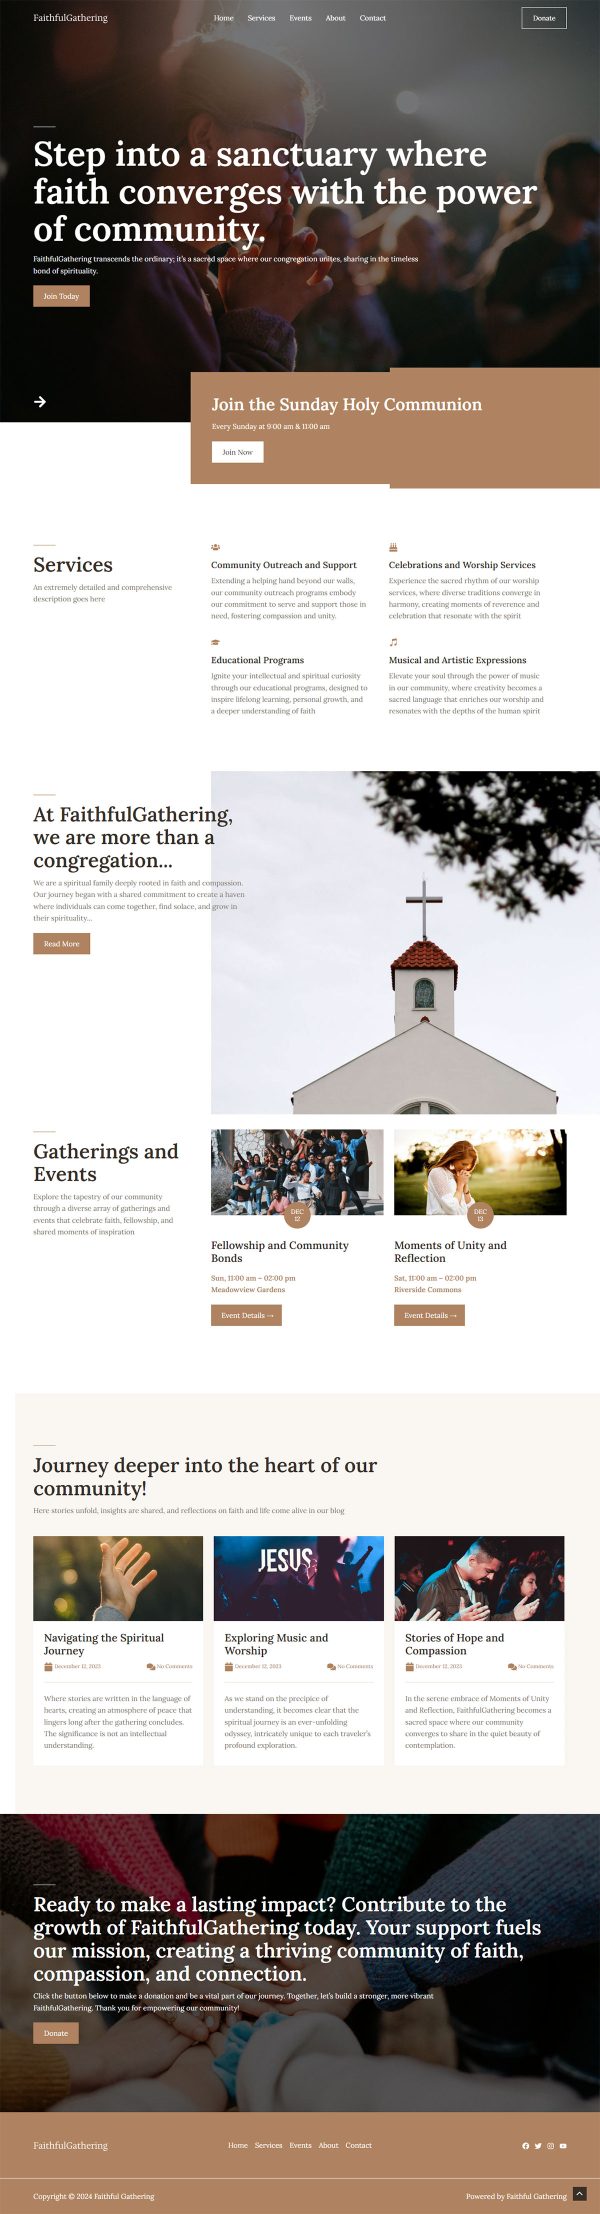 FaithfulGathering
Home Services Events About Contact
Donate
Step into a sanctuary where
faith converges with the power
of community.
FaithfulGathering transcends the ordinary; it's a sacred space where our congregation unites, sharing in the timeless
bond of spirituality.
Join Today
Join the Sunday Holy Communion
Every Sunday at 9:00 am & 11:00 am
Join Now
Services
An extremely detailed and comprehensive
description goes here
Community Outreach and Support
Extending a helping hand beyond our walls,
our community outreach programs embody
our commitment to serve and support those in
need, fostering compassion and unity.
Celebrations and Worship Services
Experience the sacred rhythm of our worship
services, where diverse traditions converge in
harmony, creating moments of reverence and
celebration that resonate with the spirit
Educational Programs
Ignite your intellectual and spiritual curiosity
through our educational programs, designed to
inspire lifelong learning, personal growth, and
a deeper understanding of faith
Musical and Artistic Expressions
Elevate your soul through the power of music
in our community, where creativity becomes a
sacred language that enriches our worship and
resonates with the depths of the human spirit
At FaithfulGathering,
we are more than a
congregation...
We are a spiritual family deeply rooted in faith and compassion.
Our journey began with a shared commitment to create a haven
where individuals can come together, find solace, and grow in
their spirituality...
Read More
Gatherings and
Events
Explore the tapestry of our community
through a diverse array of gatherings and
events that celebrate faith, fellowship, and
shared moments of inspiration
DEC
12
Fellowship and Community
Bonds
Sun, 11:00 am – 02:00 pm
Meadowview Gardens
Event Details →
DEC
13
Moments of Unity and
Reflection
Sat, 11:00 am – 02:00 pm
Riverside Commons
Event Details →
Journey deeper into the heart of our
community!
Here stories unfold, insights are shared, and reflections on faith and life come alive in our blog
Navigating the Spiritual
Journey
December 12, 2023 No Comments
Where stories are written in the language of
hearts, creating an atmosphere of peace that
lingers long after the gathering concludes.
The significance is not an intellectual
understanding.
JESUS
Exploring Music and
Worship
December 12, 2023 No Comments
As we stand on the precipice of
understanding, it becomes clear that the
spiritual journey is an ever-unfolding
odyssey, intricately unique to each traveler's
profound exploration.
Stories of Hope and
Compassion
December 12, 2023 No Comments
In the serene embrace of Moments of Unity
and Reflection, FaithfulGathering becomes a
sacred space where our community
converges to share in the quiet beauty of
contemplation.
Ready to make a lasting impact? Contribute to the
growth of FaithfulGathering today. Your support fuels
our mission, creating a thriving community of faith,
compassion, and connection.
Click the button below to make a donation and be a vital part of our journey. Together, let's build a stronger, more vibrant
FaithfulGathering. Thank you for empowering our community!
Donate
FaithfulGathering
Home Services Events About Contact
Copyright © 2024 Faithful Gathering
Powered by Faithful Gathering